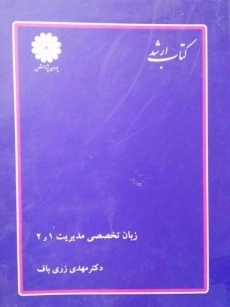 کتاب ارشد
زبان تخصصی مدیریت ۱ و ۲
دکتر مهدی زری باف